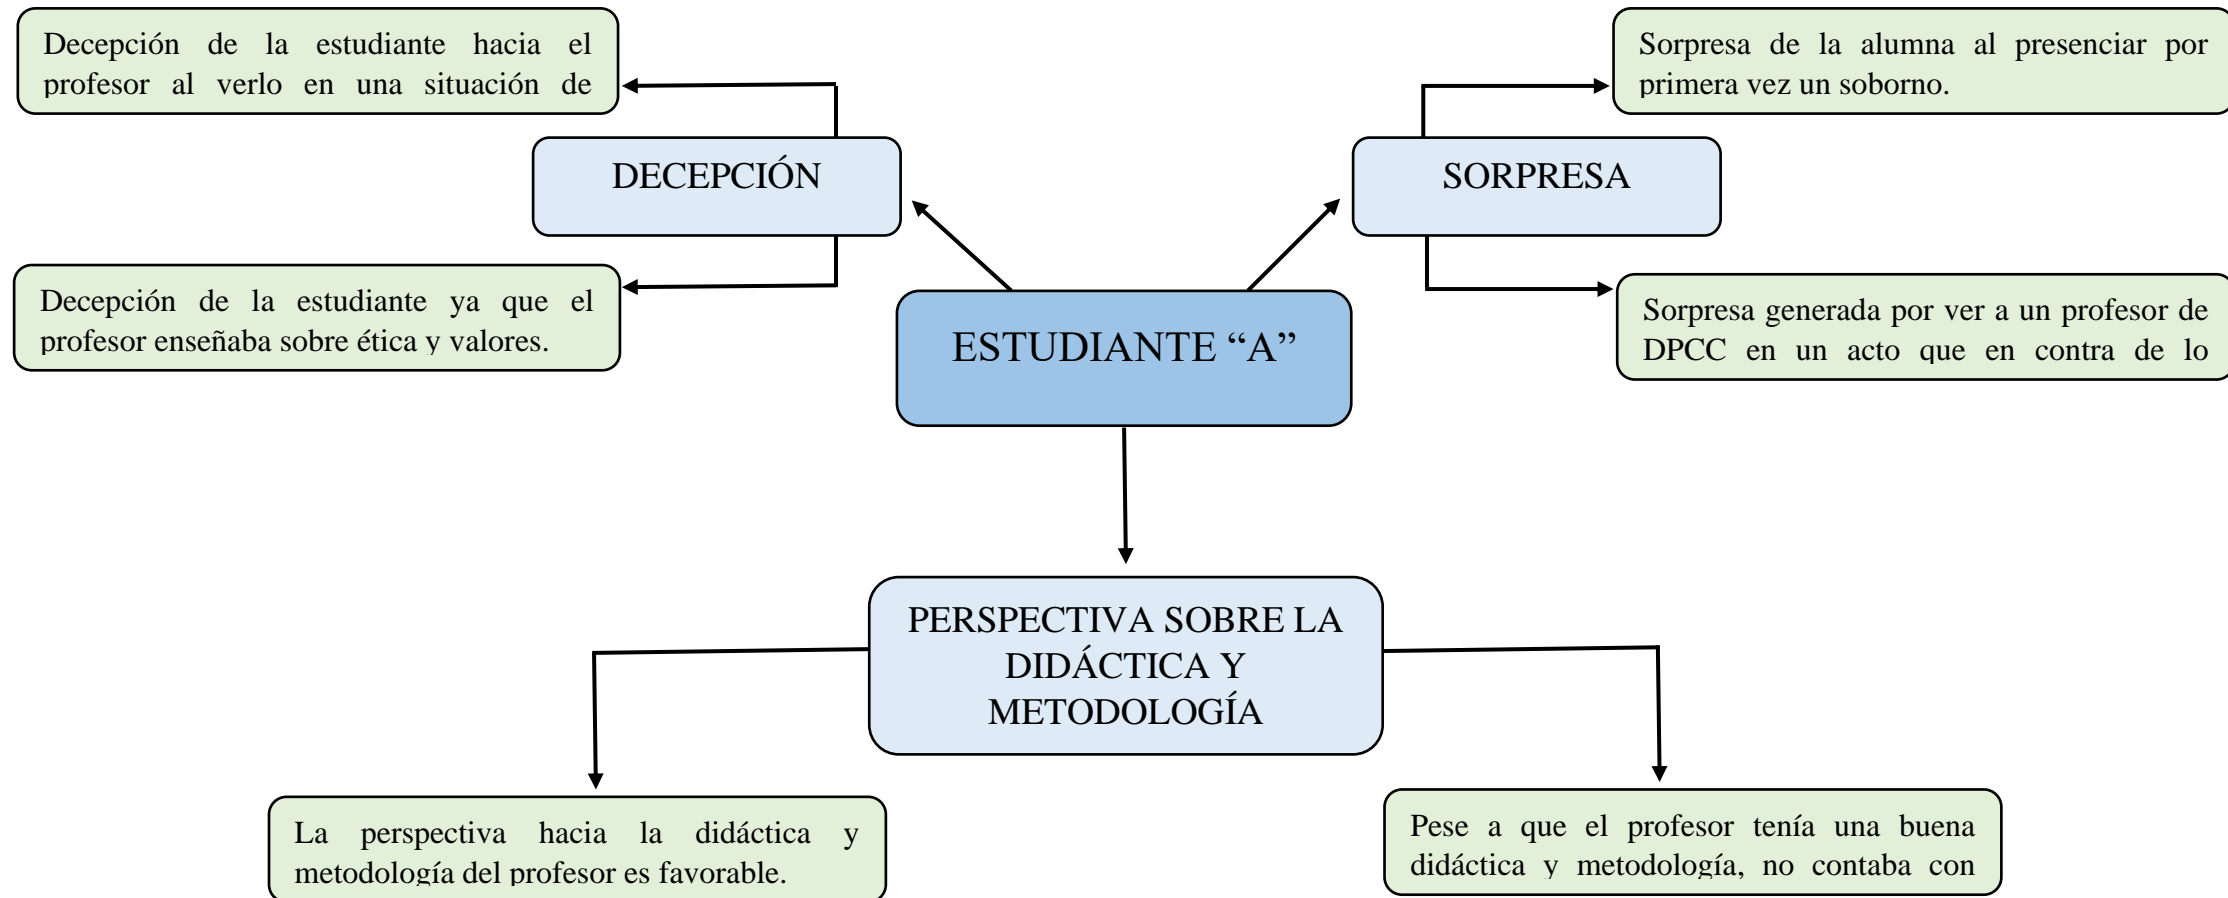 Decepción de la estudiante hacia el
profesor al verlo en una situación de
Sorpresa de la alumna al presenciar por
primera vez un soborno.
DECEPCIÓN
SORPRESA
Decepción de la estudiante ya que el
profesor enseñaba sobre ética y valores.
Sorpresa generada por ver a un profesor de
DPCC en un acto que en contra de lo
ESTUDIANTE “A”
PERSPECTIVA SOBRE LA
DIDÁCTICA Y
METODOLOGÍA
La perspectiva hacia la didáctica y
metodología del profesor es favorable.
Pese a que el profesor tenía una buena
didáctica y metodología, no contaba con